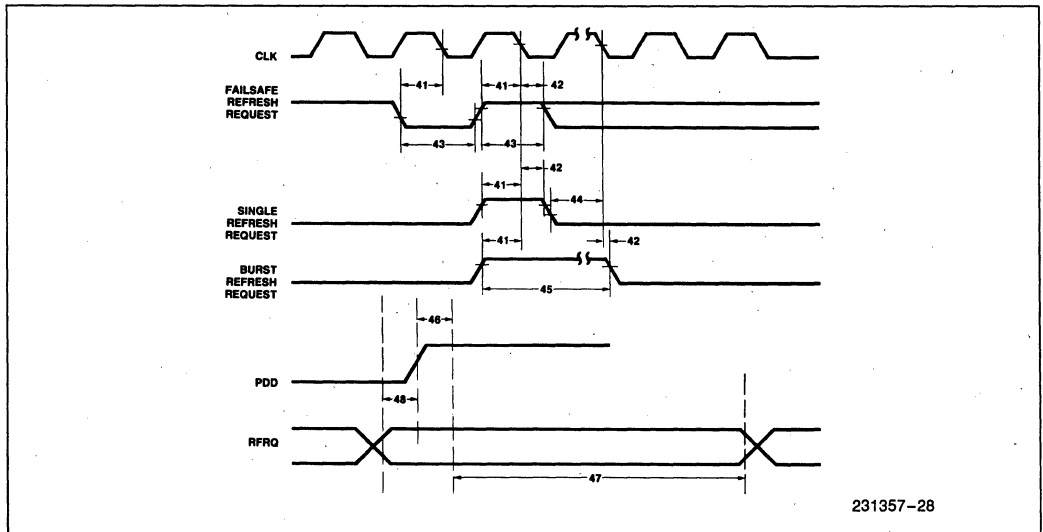 CLK
41
41
42
FAILSAFE
REFRESH
REQUEST
43
43
42
41
44
SINGLE
REFRESH
REQUEST
41
42
BURST
REFRESH
REQUEST
45
46
PDD
48
RFRQ
47
231357-28